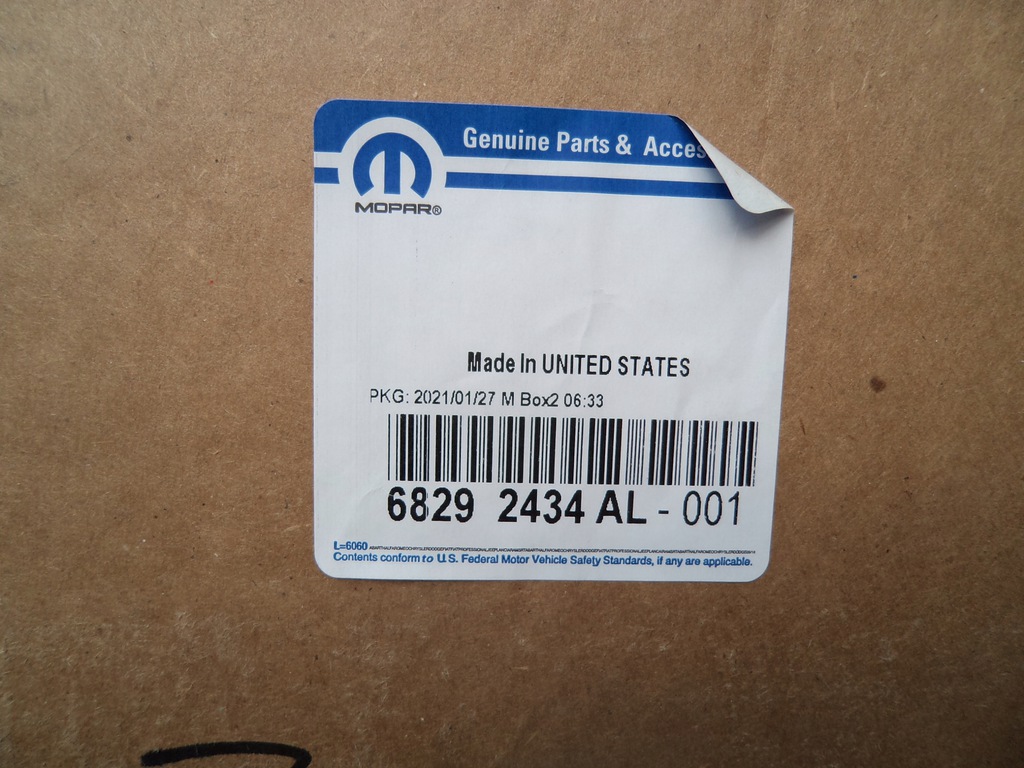 Genuine Parts & Acces
MOPAR®
Made In UNITED STATES
PKG: 2021/01/27 M Box2 06:33
6829 2434 AL - 001
L=6060
Contents conform to U.S. Federal Motor Vehicle Safety Standards, if any are applicable.